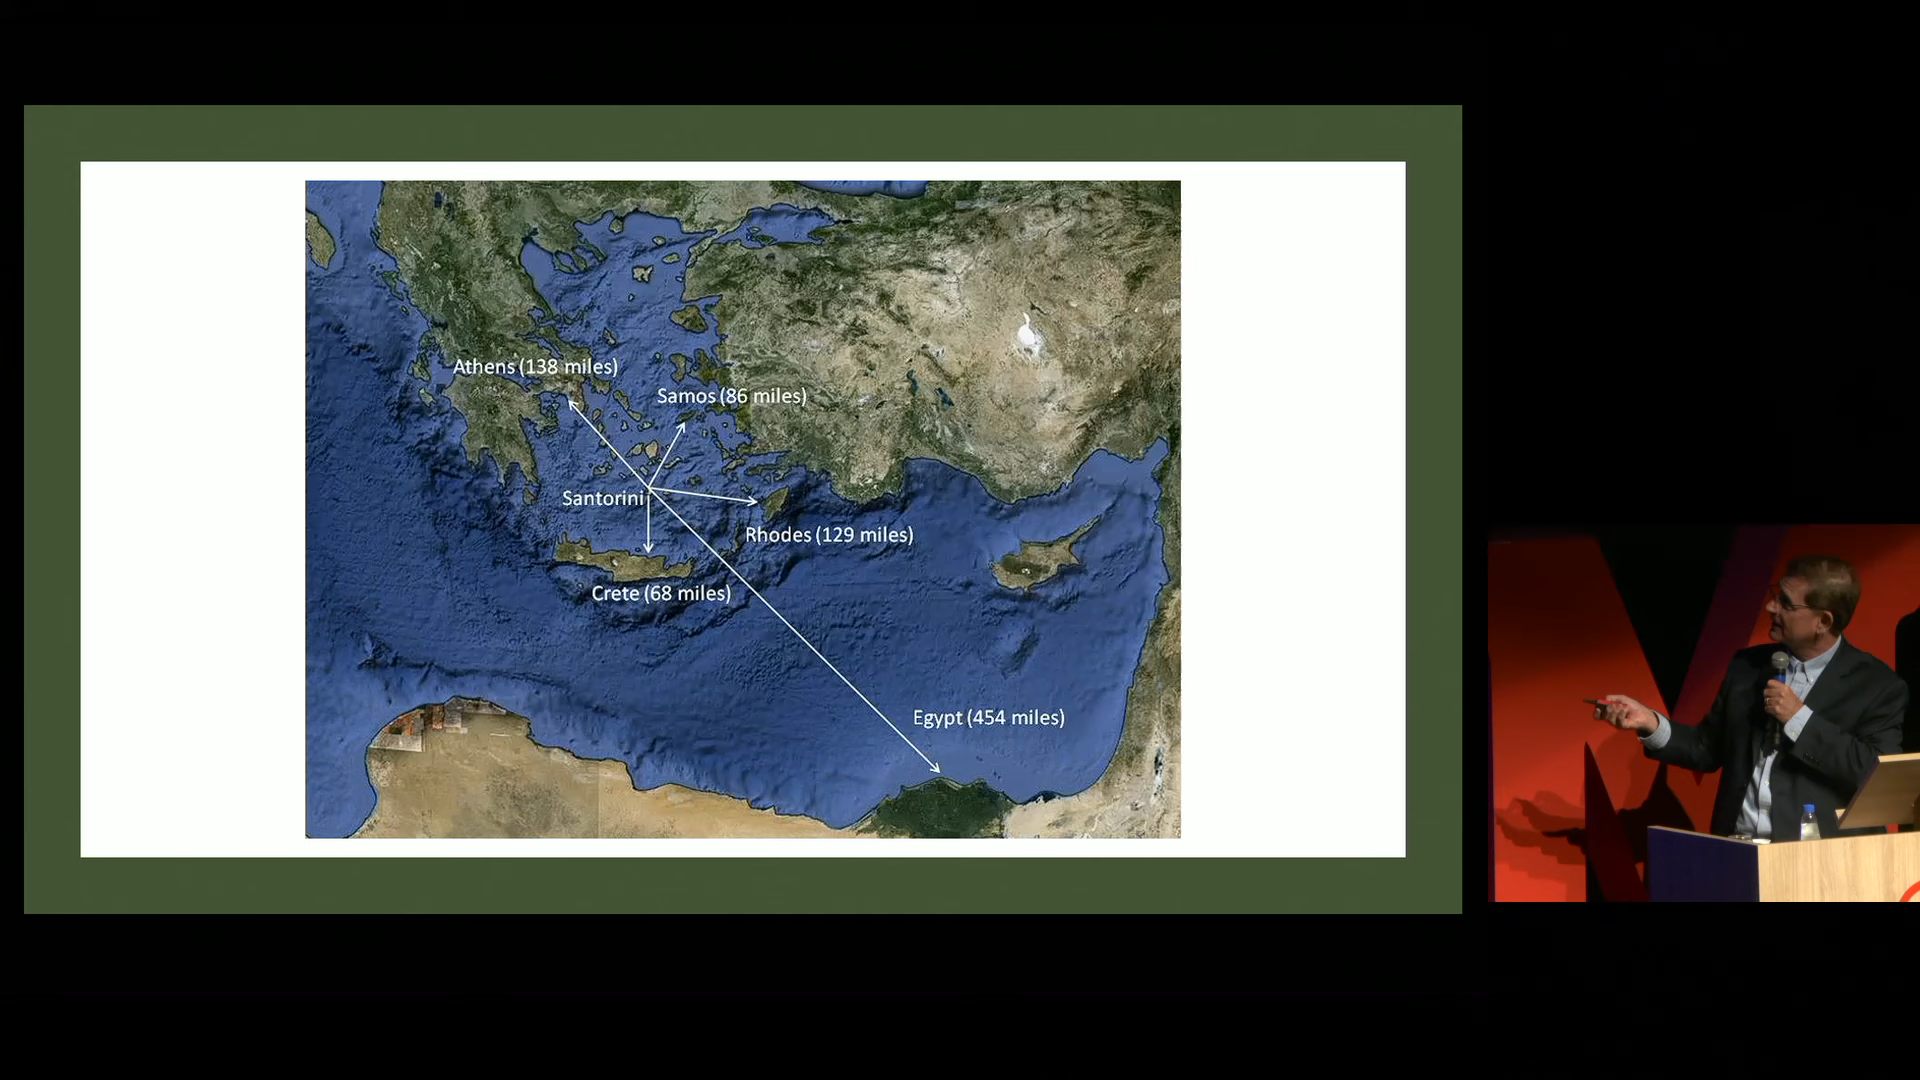 Athens (138 miles)
Samos (86 miles)
Santorini
Rhodes (129 miles)
Crete (68 miles)
Egypt (454 miles)